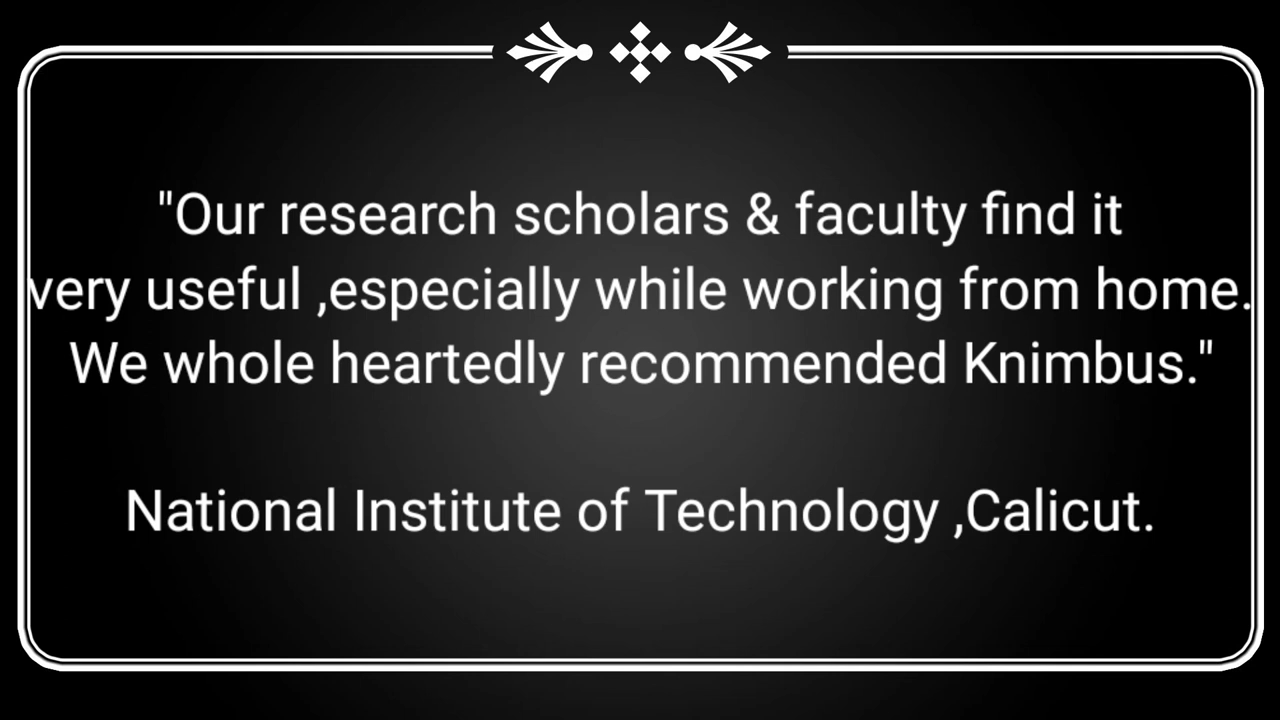 "Our research scholars & faculty find it
very useful ,especially while working from home.
We whole heartedly recommended Knimbus."
National Institute of Technology ,Calicut.